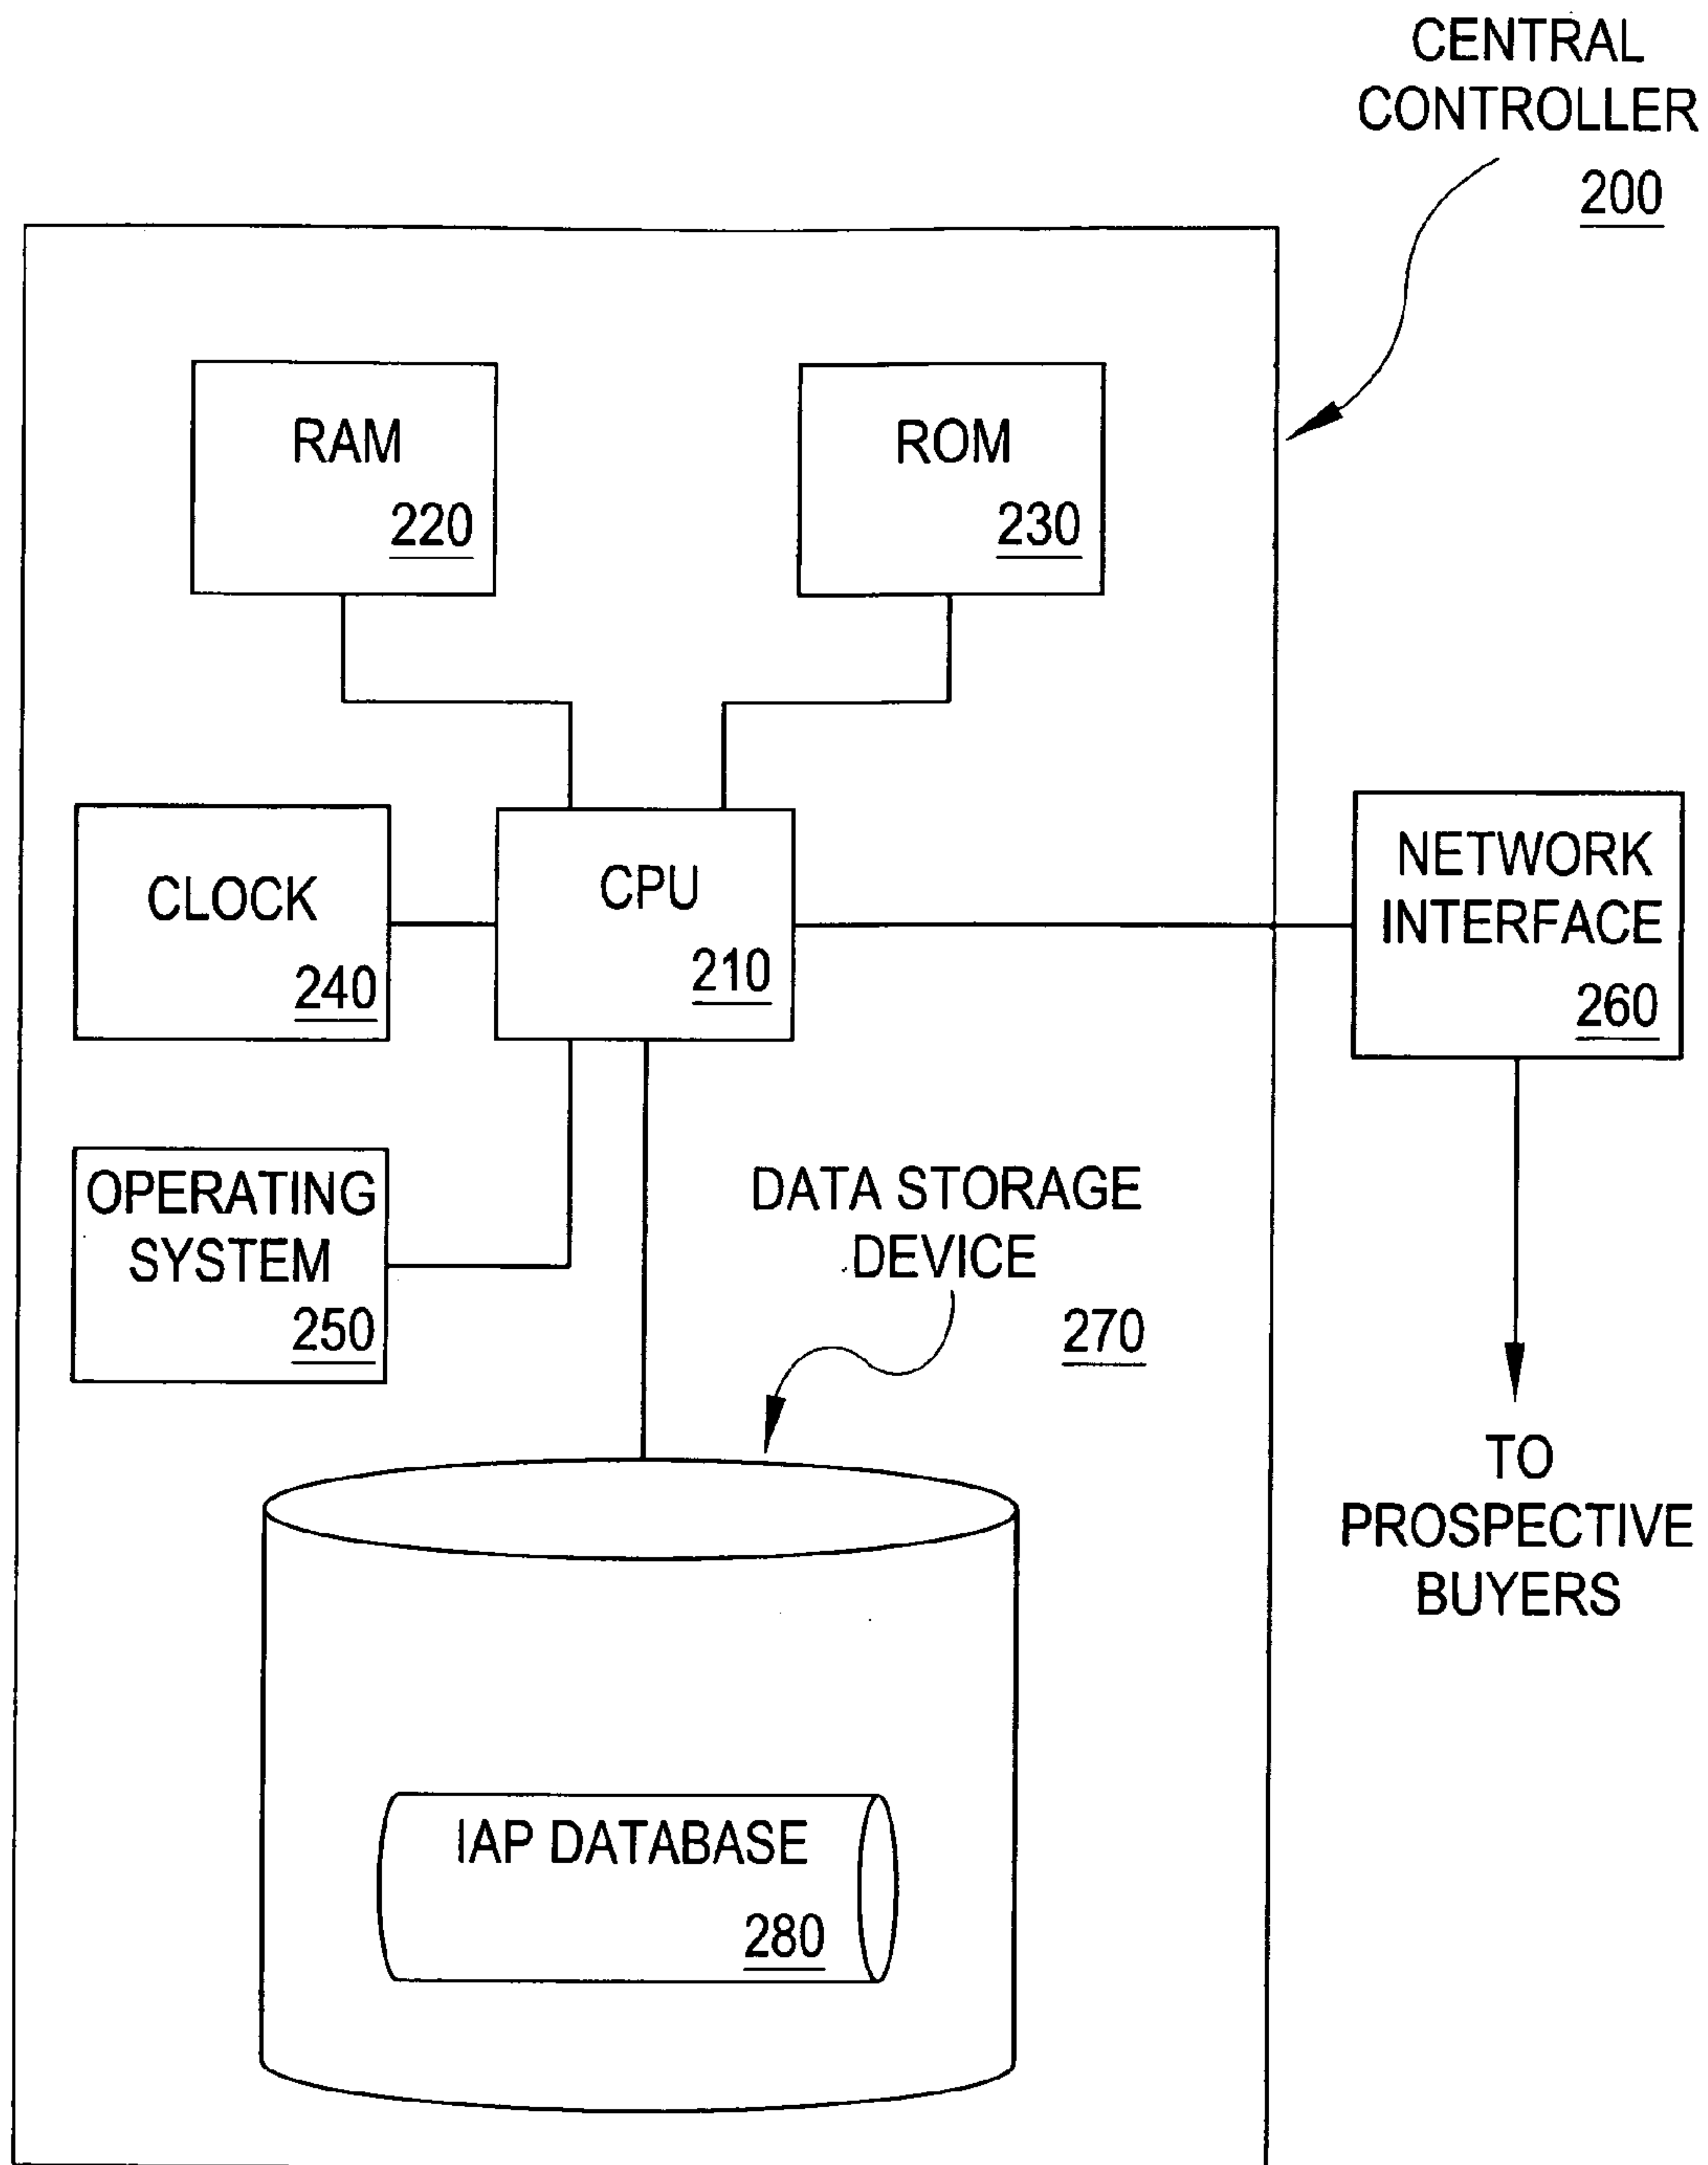 CENTRAL
CONTROLLER
200
RAM
220
ROM
230
CLOCK
240
CPU
210
NETWORK
INTERFACE
260
OPERATING
SYSTEM
250
DATA STORAGE
DEVICE
270
TO
PROSPECTIVE
BUYERS
IAP DATABASE
280